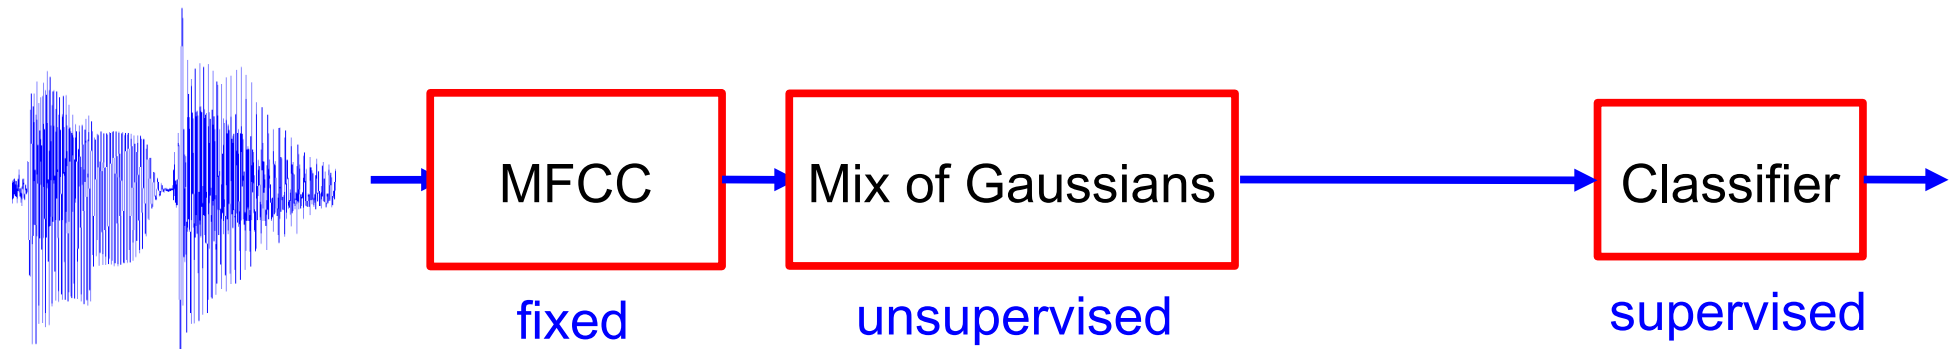 MFCC
Mix of Gaussians
Classifier
fixed
unsupervised
supervised